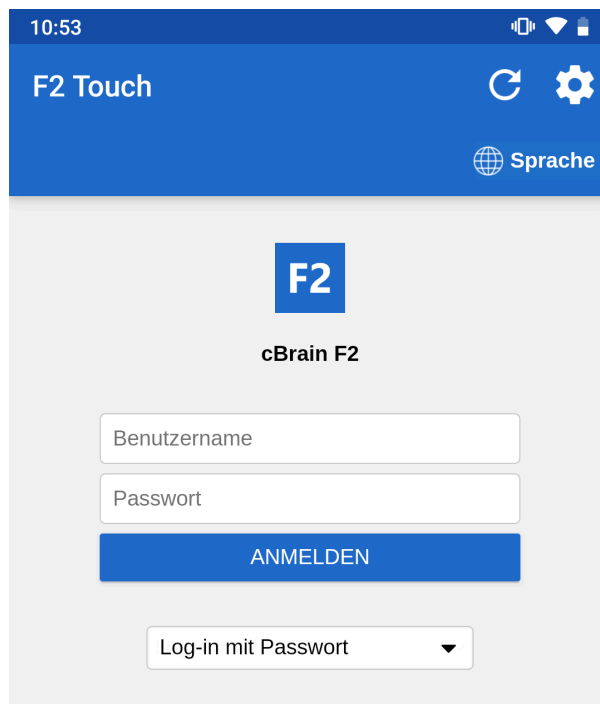 10:53
F2 Touch
Sprache
F2
cBrain F2
Benutzername
Passwort
ANMELDEN
Log-in mit Passwort